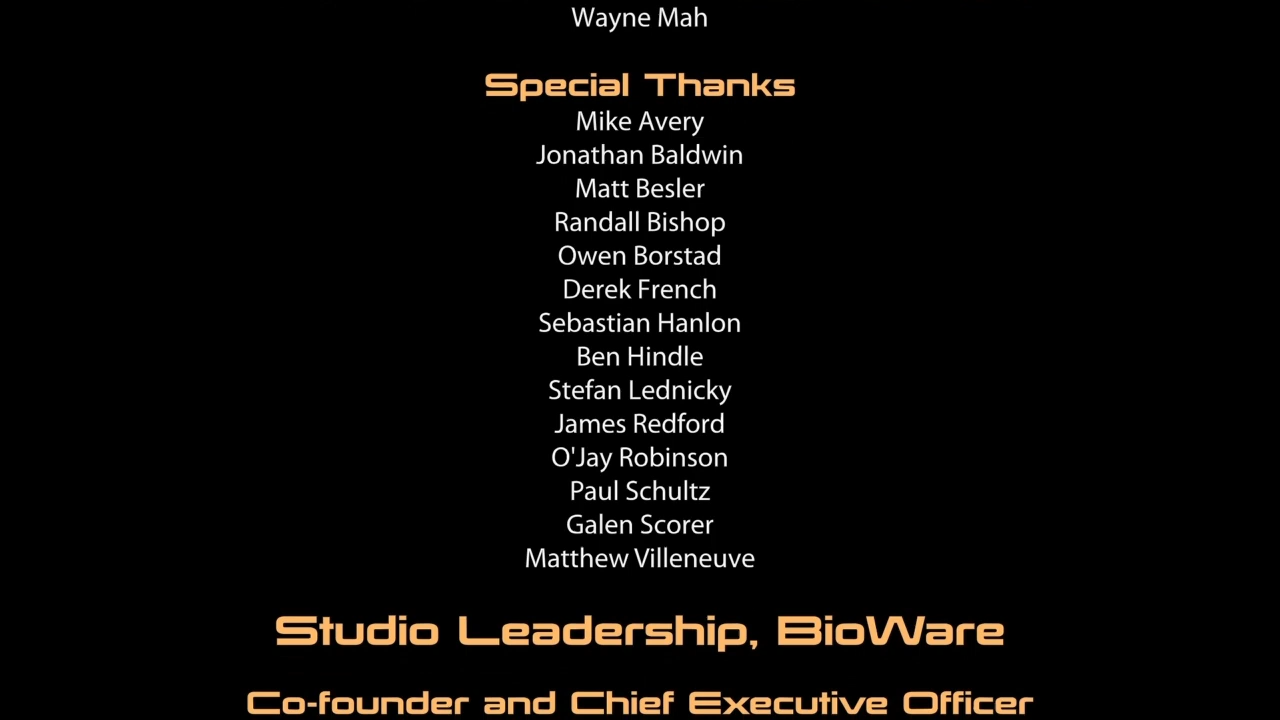 Wayne Mah
Special Thanks
Mike Avery
Jonathan Baldwin
Matt Besler
Randall Bishop
Owen Borstad
Derek French
Sebastian Hanlon
Ben Hindle
Stefan Lednicky
James Redford
O'Jay Robinson
Paul Schultz
Galen Scorer
Matthew Villeneuve
Studio Leadership, BioWare
Co-founder and Chief Executive Officer